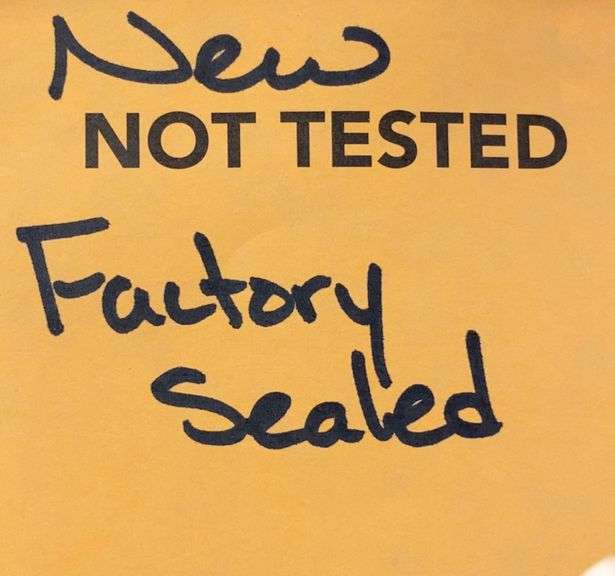 New
NOT TESTED
Factory
Sealed